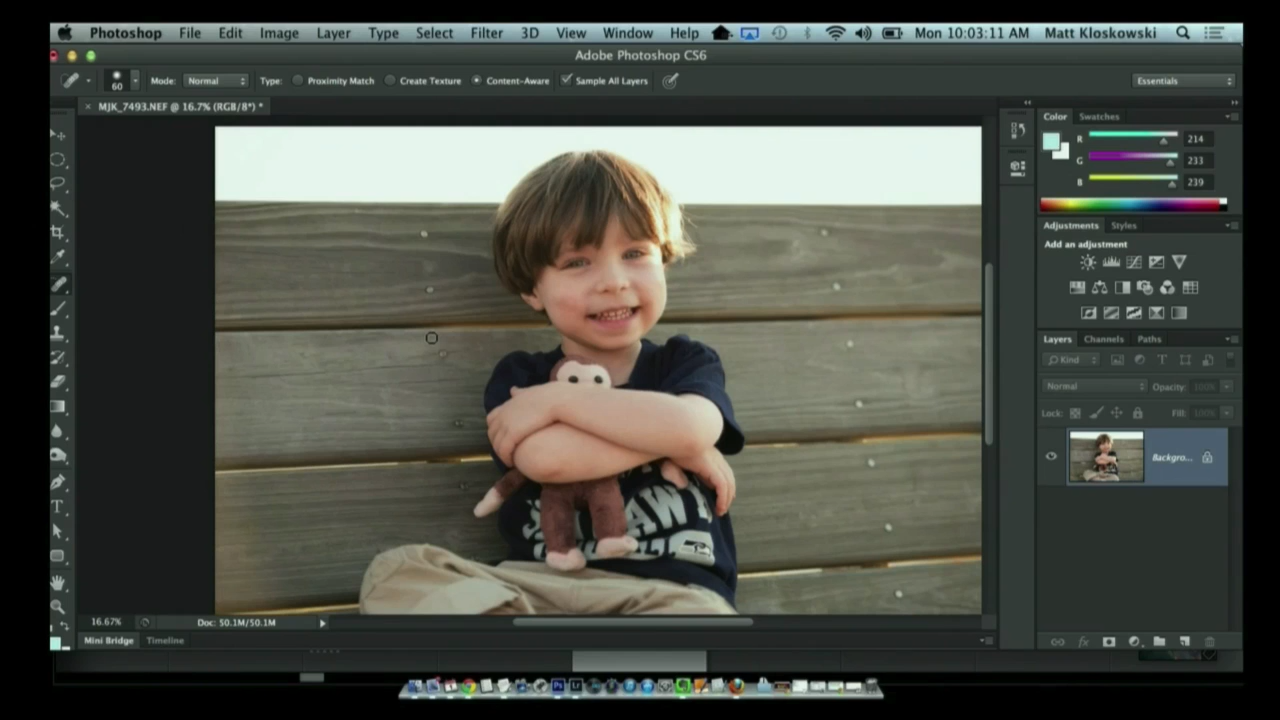 Photoshop File Edit Image Layer Type Select Filter 3D View Window Help Mon 10:03:11 AM Matt Kloskowski
Adobe Photoshop CS6
60 Mode: Normal Type: Proximity Match Create Texture Content-Aware Sample All Layers Essentials
MJK_7493.NEF @ 16.7% (RGB/8*) *
Color Swatches
R 214
G 233
B 239
Adjustments Styles
Add an adjustment
Layers Channels Paths
Kind
Normal Opacity: 100%
Lock: Fill: 100%
Backgro...
16.67% Doc: 50.1M/50.1M
Mini Bridge Timeline